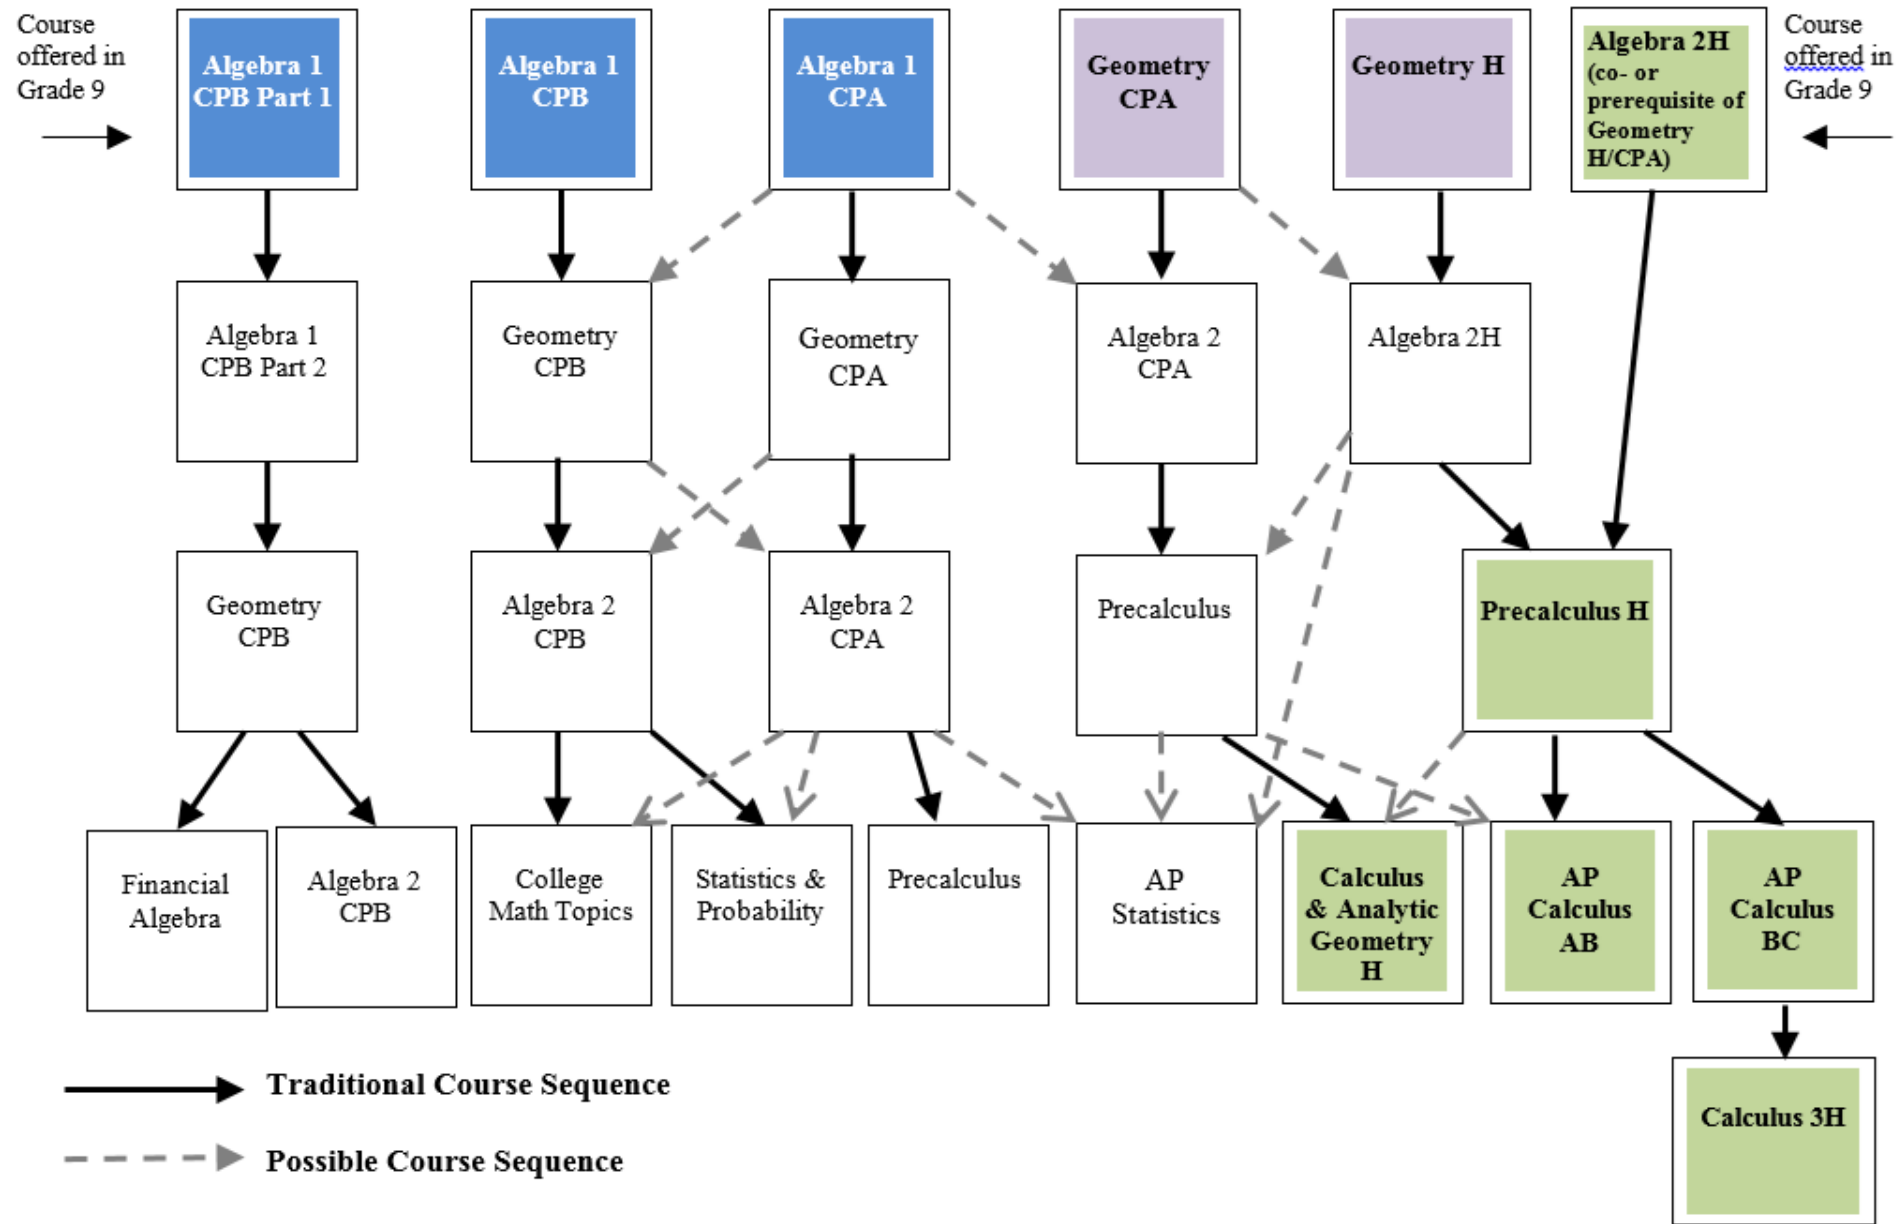 Course
offered in
Grade 9
Algebra 1
CPB Part 1
Algebra 1
CPB
Algebra 1
CPA
Geometry
CPA
Geometry H
Algebra 2H
(co- or
prerequisite of
Geometry
H/CPA)
Course
offered in
Grade 9
Algebra 1
CPB Part 2
Geometry
CPB
Geometry
CPA
Algebra 2
CPA
Algebra 2H
Geometry
CPB
Algebra 2
CPB
Algebra 2
CPA
Precalculus
Precalculus H
Financial
Algebra
Algebra 2
CPB
College
Math Topics
Statistics &
Probability
Precalculus
AP
Statistics
Calculus
& Analytic
Geometry
H
AP
Calculus
AB
AP
Calculus
BC
Calculus 3H
Traditional Course Sequence
Possible Course Sequence